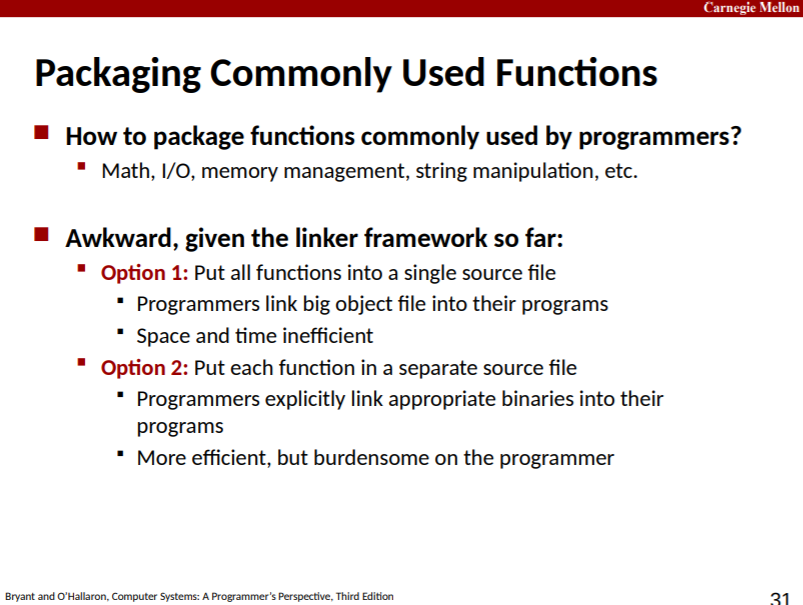 Carnegie Mellon
Packaging Commonly Used Functions
How to package functions commonly used by programmers?
Math, I/O, memory management, string manipulation, etc.
Awkward, given the linker framework so far:
Option 1: Put all functions into a single source file
Programmers link big object file into their programs
Space and time inefficient
Option 2: Put each function in a separate source file
Programmers explicitly link appropriate binaries into their
programs
More efficient, but burdensome on the programmer
Bryant and O'Hallaron, Computer Systems: A Programmer's Perspective, Third Edition
31